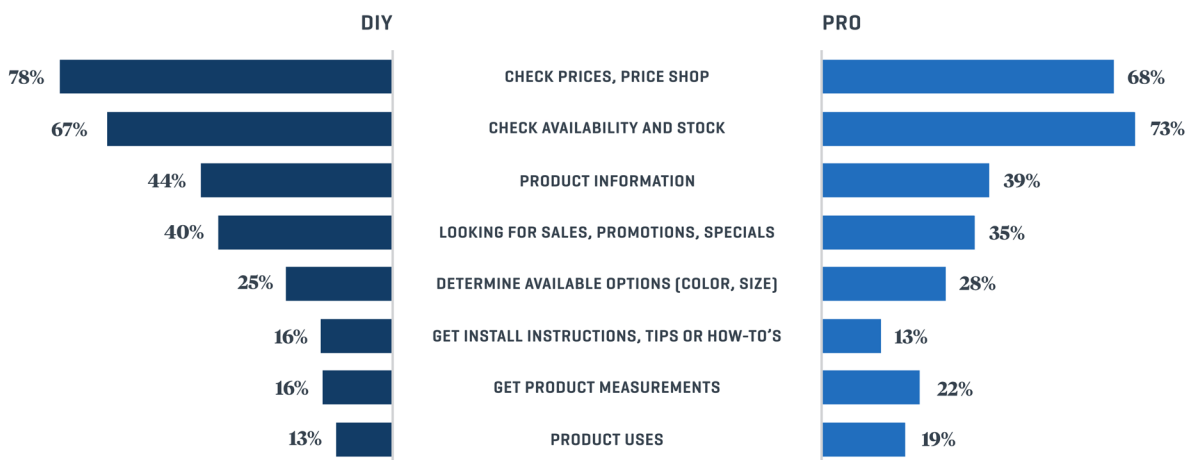 DIY PRO
78% CHECK PRICES, PRICE SHOP 68%
67% CHECK AVAILABILITY AND STOCK 73%
44% PRODUCT INFORMATION 39%
40% LOOKING FOR SALES, PROMOTIONS, SPECIALS 35%
25% DETERMINE AVAILABLE OPTIONS (COLOR, SIZE) 28%
16% GET INSTALL INSTRUCTIONS, TIPS OR HOW-TO'S 13%
16% GET PRODUCT MEASUREMENTS 22%
13% PRODUCT USES 19%